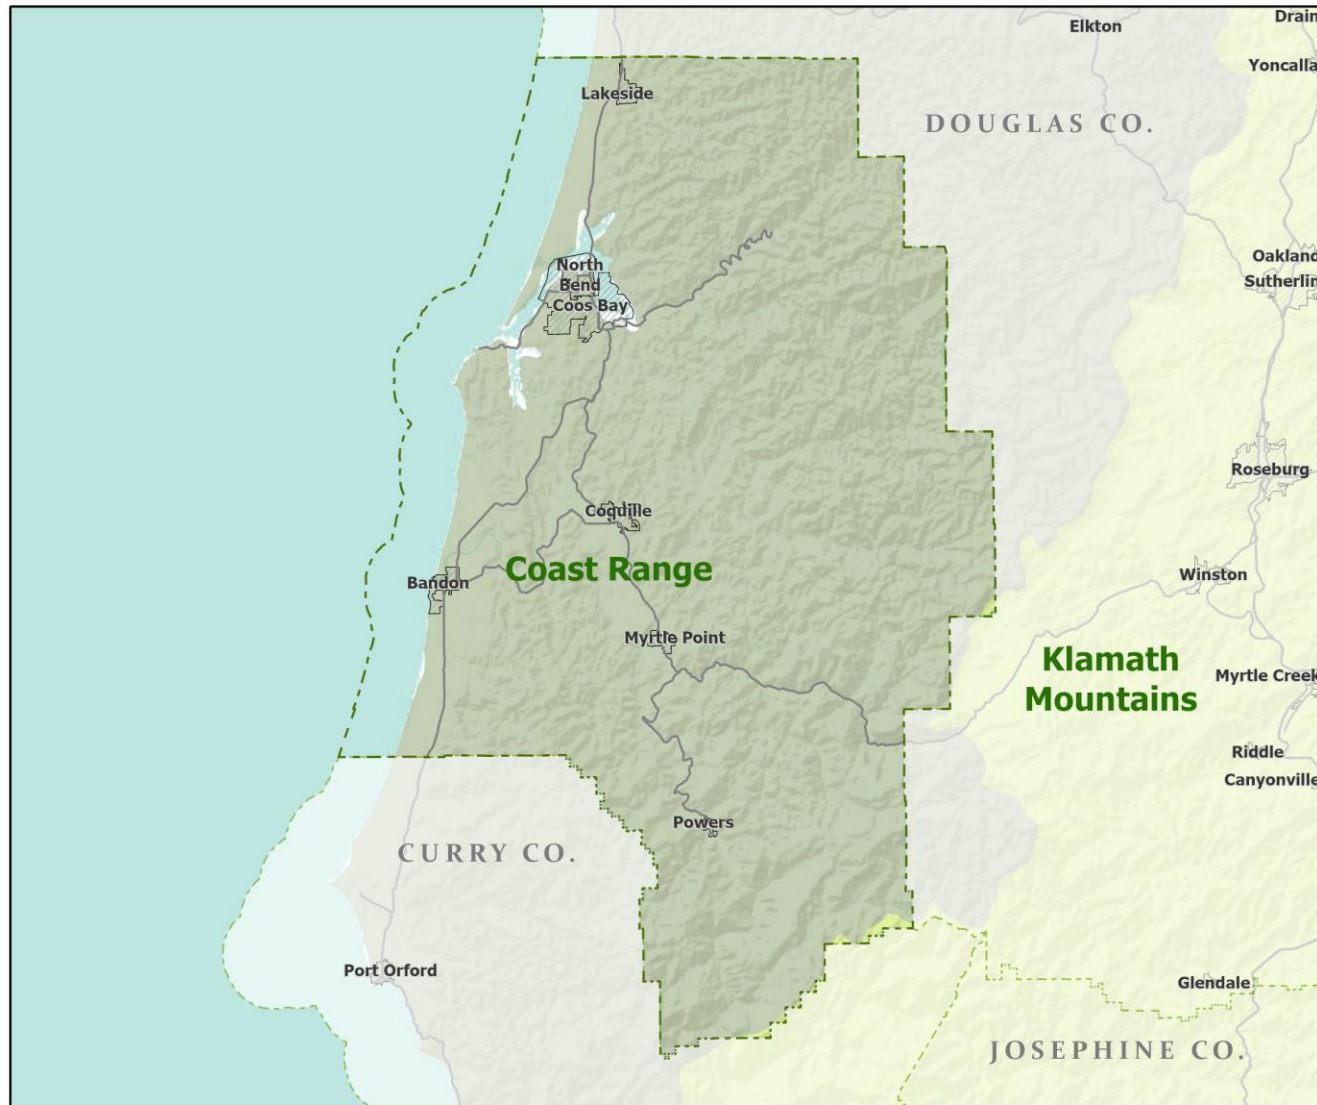 Drain
Elkton
Yoncalla
Lakeside
DOUGLAS CO.
Oakland
North
Bend
Sutherlin
Coos Bay
Roseburg
Coquille
Coast Range
Winston
Bandon
Myrtle Point
Klamath
Mountains
Myrtle Creek
Riddle
Canyonville
Powers
CURRY CO.
Port Orford
Glendale
JOSEPHINE CO.